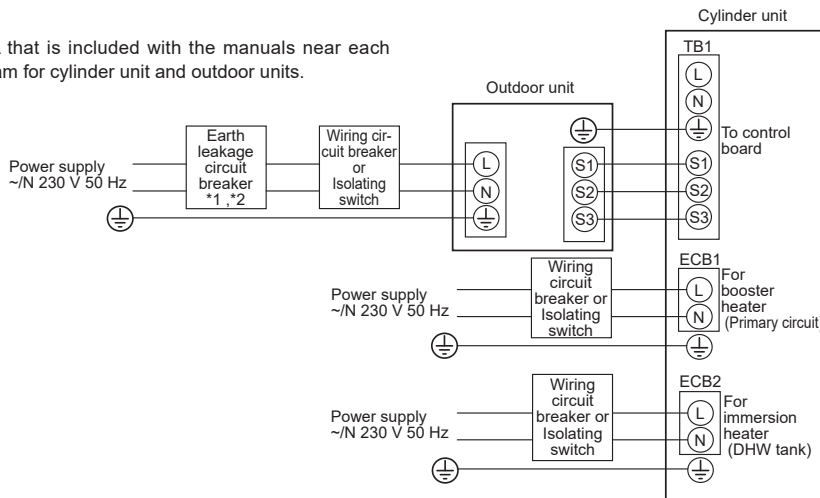 Cylinder unit
that is included with the manuals near each
am for cylinder unit and outdoor units.
TB1
L
N
To control
board
S1
S2
S3
Outdoor unit
Power supply
~/N 230 V 50 Hz
Earth
leakage
circuit
breaker
*1 ,*2
Wiring cir-
cuit breaker
or
Isolating
switch
L
N
S1
S2
S3
ECB1
Power supply
~/N 230 V 50 Hz
Wiring
circuit
breaker or
Isolating
switch
L
N
For
booster
heater
(Primary circuit)
ECB2
Power supply
~/N 230 V 50 Hz
Wiring
circuit
breaker or
Isolating
switch
L
N
For
immersion
heater
(DHW tank)